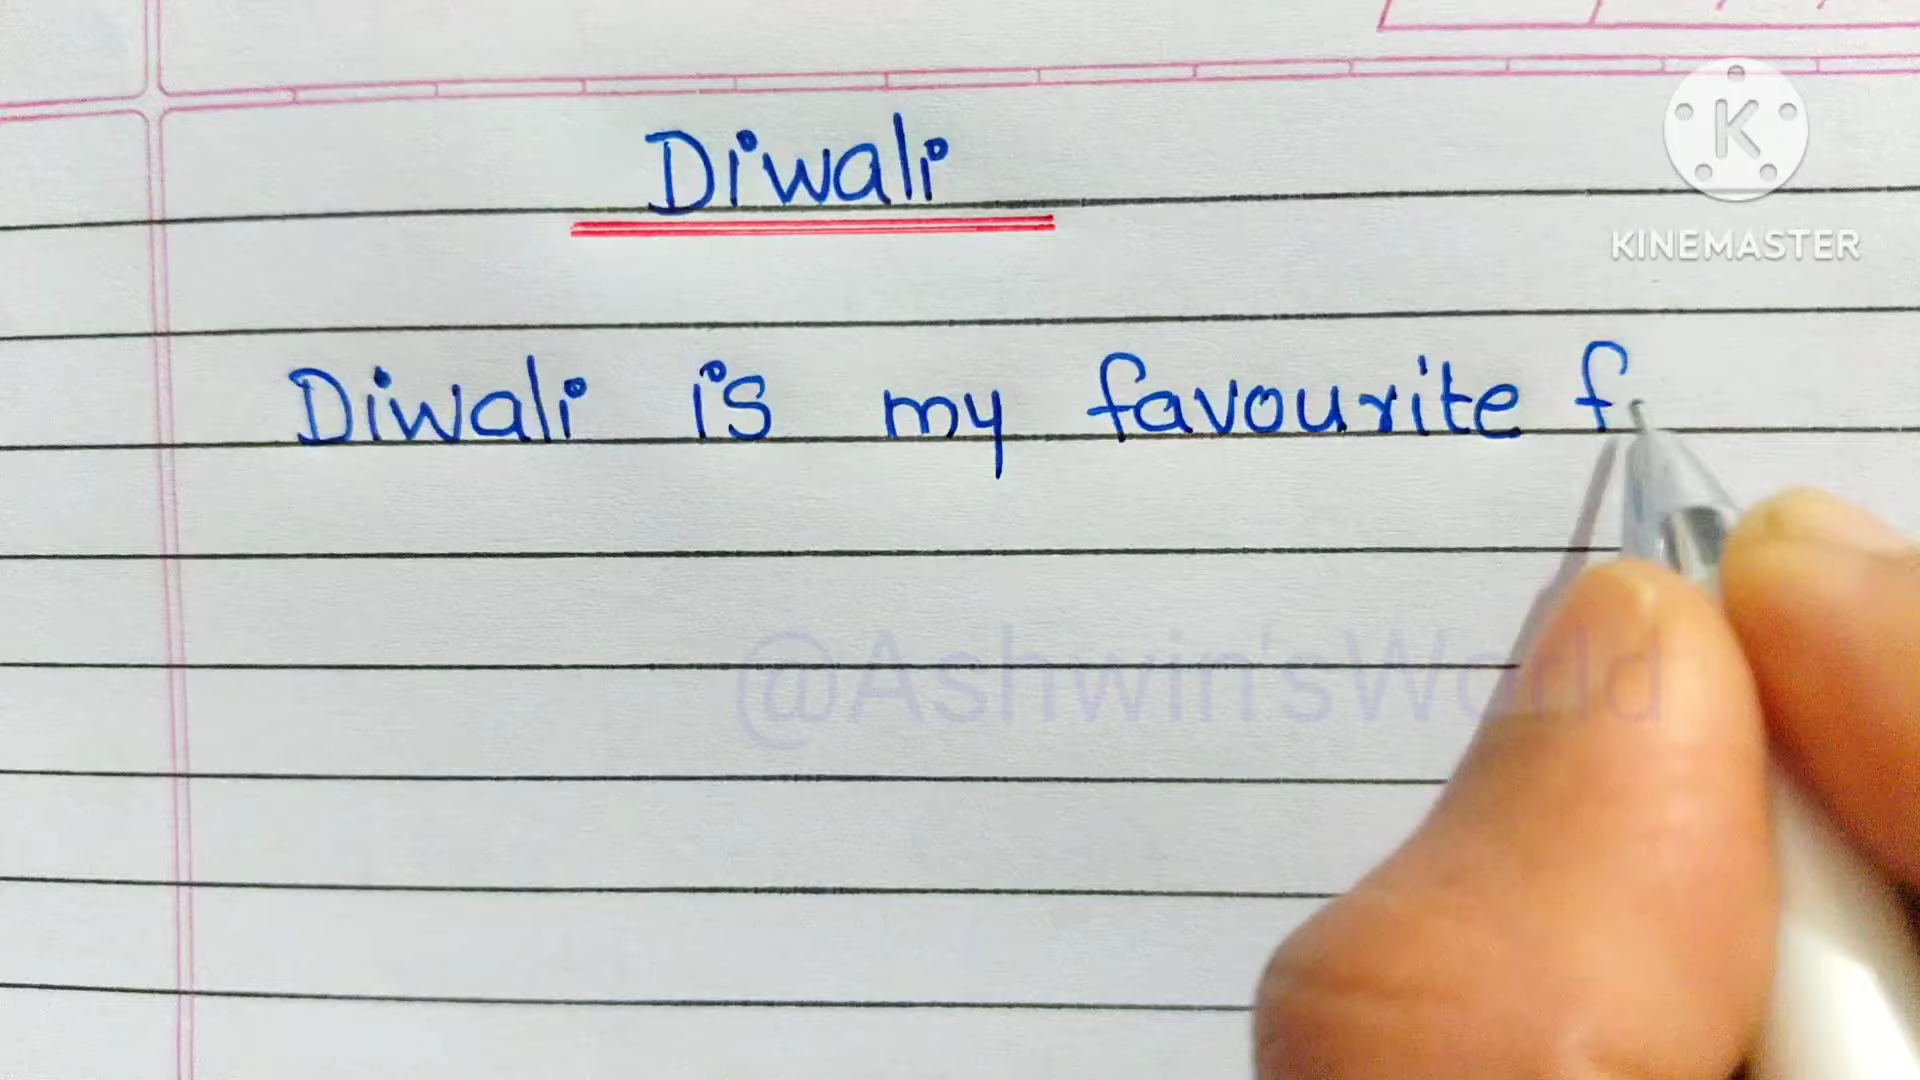 Diwali
K
KINEMASTER
Diwali is my favourite f
@Ashwin'sWorld